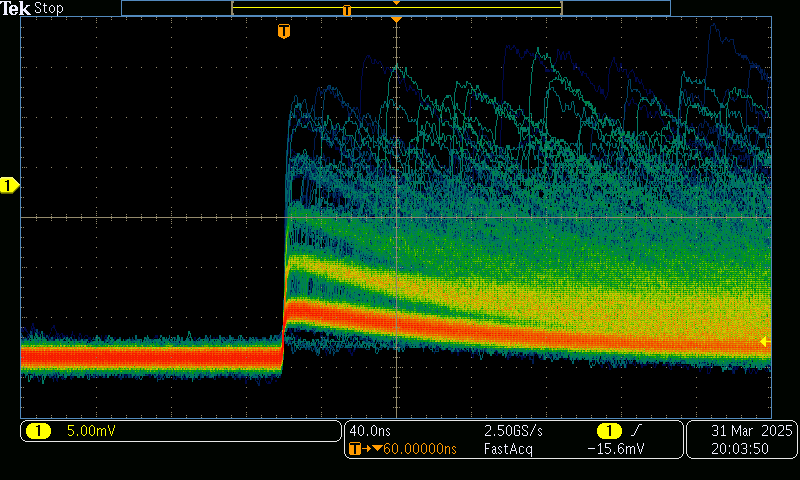 Tek Stop
T
T
1
1 5.00mV
40.0ns 2.50GS/s 1
T→▼60.00000ns FastAcq −15.6mV
31 Mar 2025
20:03:50